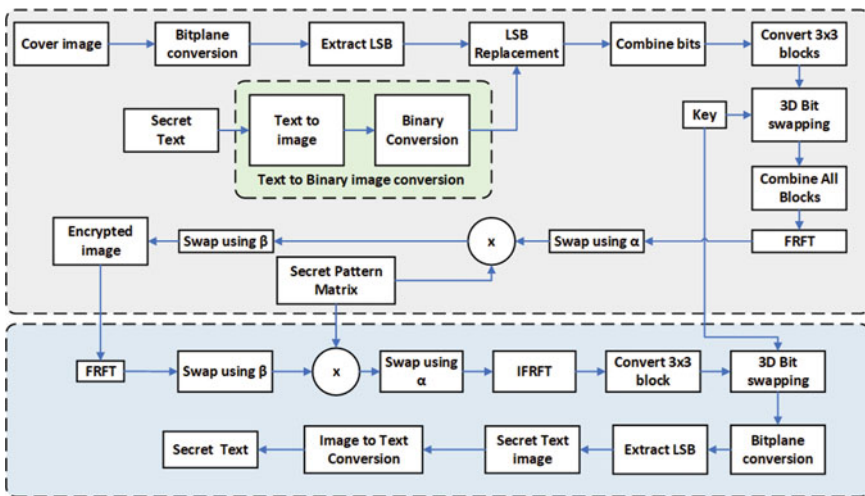 Cover image
Bitplane
conversion
Extract LSB
LSB
Replacement
Combine bits
Convert 3x3
blocks
Secret
Text
Text to
image
Binary
Conversion
Text to Binary image conversion
Key
3D Bit
swapping
Combine All
Blocks
Encrypted
image
Swap using β
x
Swap using α
FRFT
Secret Pattern
Matrix
FRFT
Swap using β
x
Swap using
α
IFRFT
Convert 3x3
block
3D Bit
swapping
Secret Text
Image to Text
Conversion
Secret Text
image
Extract LSB
Bitplane
conversion